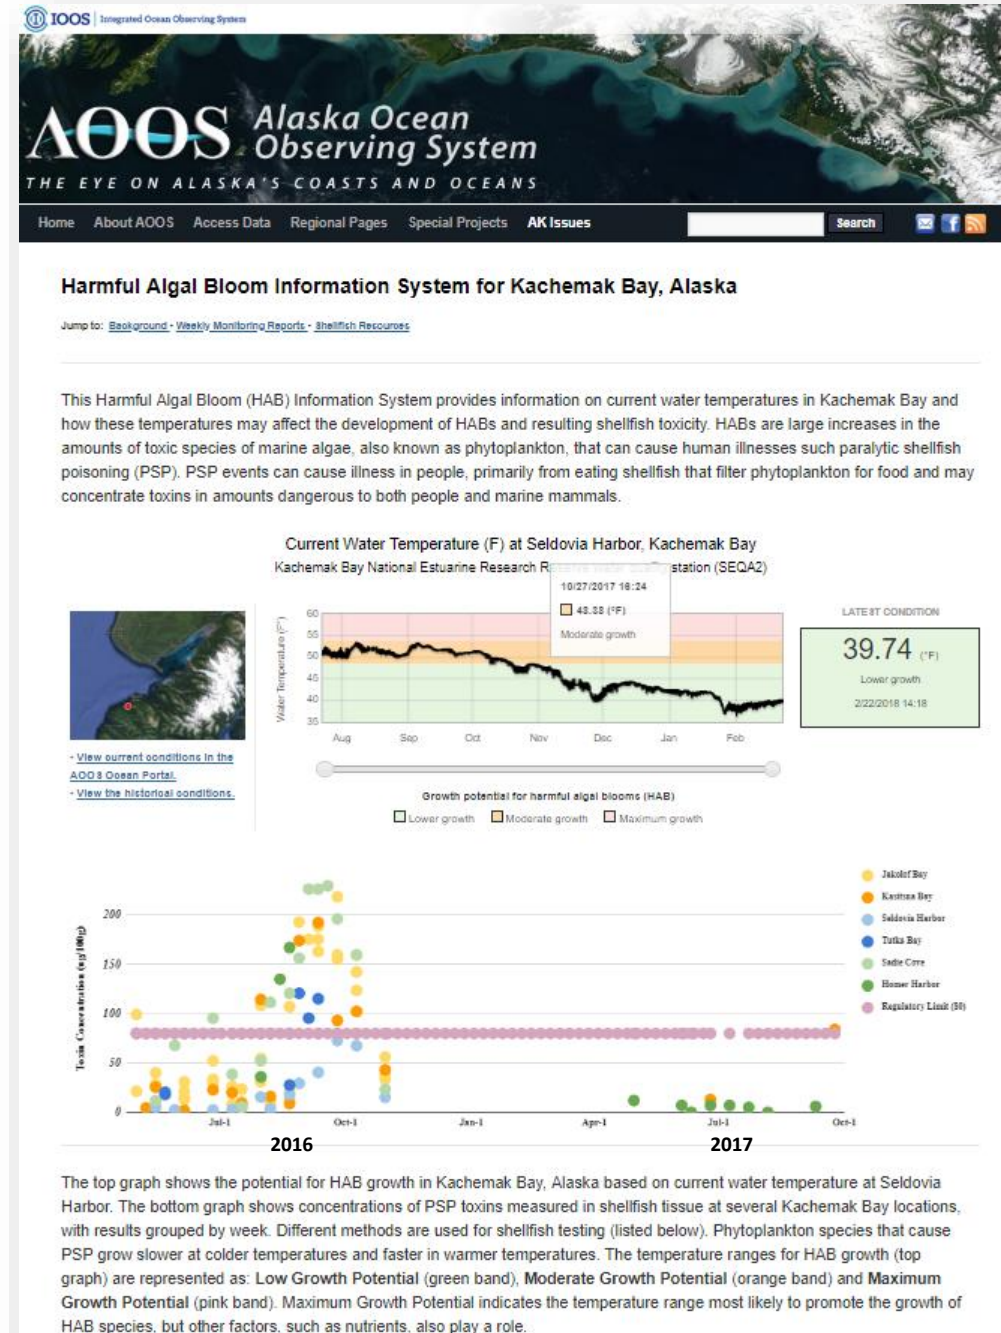 IOOS Integrated Ocean Observing System
AOOS Alaska Ocean Observing System
THE EYE ON ALASKA'S COASTS AND OCEANS
Home About AOOS Access Data Regional Pages Special Projects AK Issues Search
Harmful Algal Bloom Information System for Kachemak Bay, Alaska
Jump to: Background - Weekly Monitoring Reports - Shellfish Resources
This Harmful Algal Bloom (HAB) Information System provides information on current water temperatures in Kachemak Bay and
how these temperatures may affect the development of HABs and resulting shellfish toxicity. HABs are large increases in the
amounts of toxic species of marine algae, also known as phytoplankton, that can cause human illnesses such paralytic shellfish
poisoning (PSP). PSP events can cause illness in people, primarily from eating shellfish that filter phytoplankton for food and may
concentrate toxins in amounts dangerous to both people and marine mammals.
Current Water Temperature (F) at Seldovia Harbor, Kachemak Bay
Kachemak Bay National Estuarine Research station (SEQA2)
10/27/2017 16:24
(°F)
Moderate growth
Water Temperature (F°)
60
55
50
45
40
35
Aug Sep Oct Nov Dec Jan Feb
LATEST CONDITION
39.74 (°F)
Lower growth
2/22/2018 14:18
- View current conditions in the
AOOS Ocean Portal.
- View the historical conditions.
Growth potential for harmful algal blooms (HAB)
Lower growth Moderate growth Maximum growth
Toxin Concentration (ug/100g)
200
150
100
50
0
Jul-1 Oct-1 Jan-1 Apr-1 Jul-1 Oct-1
2016 2017
Jakolof Bay
Kasitsna Bay
Seldovia Harbor
Tutka Bay
Sadie Cove
Homer Harbor
Regulatory Limit (80)
The top graph shows the potential for HAB growth in Kachemak Bay, Alaska based on current water temperature at Seldovia
Harbor. The bottom graph shows concentrations of PSP toxins measured in shellfish tissue at several Kachemak Bay locations,
with results grouped by week. Different methods are used for shellfish testing (listed below). Phytoplankton species that cause
PSP grow slower at colder temperatures and faster in warmer temperatures. The temperature ranges for HAB growth (top
graph) are represented as: Low Growth Potential (green band), Moderate Growth Potential (orange band) and Maximum
Growth Potential (pink band). Maximum Growth Potential indicates the temperature range most likely to promote the growth of
HAB species, but other factors, such as nutrients, also play a role.